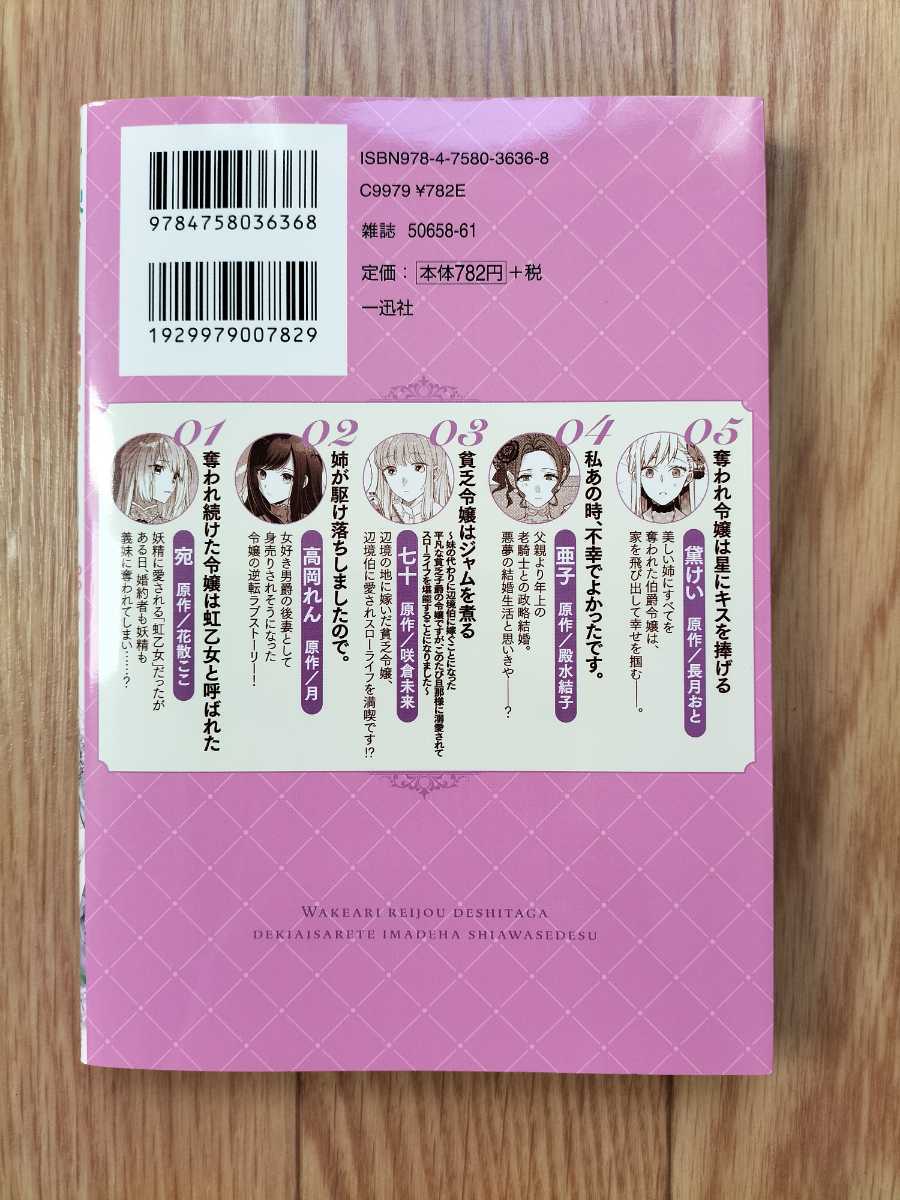 ISBN978-4-7580-3636-8
C9979 ¥782E
9784758036368
雑誌 50658-61
定価：本体782円+税
1929979007829
一迅社
01
奪われ続けた令嬢は虹乙女と呼ばれた
宛 原作/花散ここ
妖精に愛される「虹乙女」だったが
ある日、婚約者も妖精も
義妹に奪われてしまい……?
02
姉が駆け落ちしましたので。
高岡れん 原作/月
女好き男爵の後妻として
身売りされそうになった
令嬢の逆転ラブストーリー!
03
貧乏令嬢はジャムを煮る
～妹の代わりに辺境伯に嫁ぐことになった
平凡な貧乏子爵の令嬢ですが、このたび旦那様に溺愛されて
スローライフを堪能することになりました～
七十 原作/咲倉未来
辺境の地に嫁いだ貧乏令嬢、
辺境伯に愛されスローライフを満喫です!?
04
私あの時、不幸でよかったです。
亜子 原作/殿水結子
父親より年上の
老騎士との政略結婚。
悪夢の結婚生活と思いきや――?
05
奪われ令嬢は星にキスを捧げる
黛けい 原作/長月おと
美しい姉にすべてを
奪われた伯爵令嬢は、
家を飛び出して幸せを掴む――。
WAKEARI REIJOU DESHITAGA
DEKIAISARETE IMADEHA SHIAWASEDESU